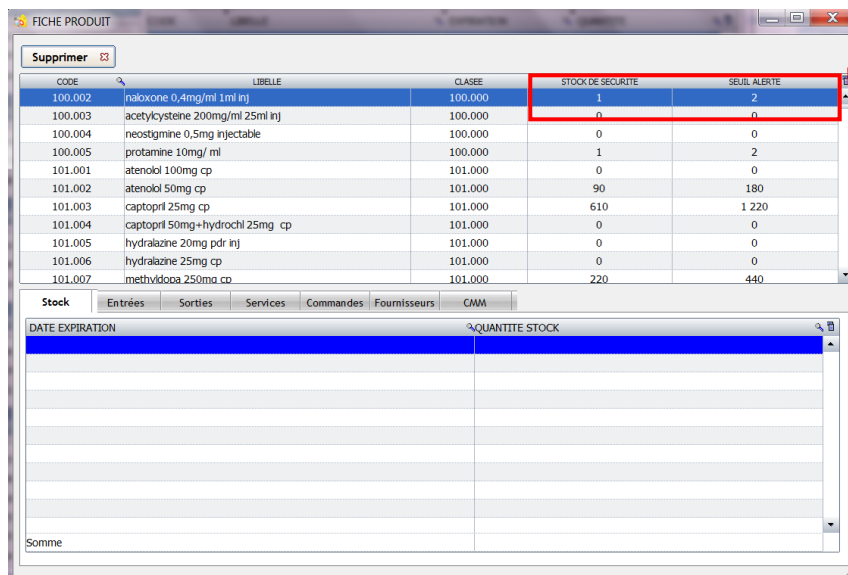 FICHE PRODUIT
Supprimer
CODE LIBELLE CLASEE STOCK DE SECURITE SEUIL ALERTE
100.002 naloxone 0,4mg/ml 1ml inj 100.000 1 2
100.003 acetylcysteine 200mg/ml 25ml inj 100.000 0 0
100.004 neostigmine 0,5mg injectable 100.000 0 0
100.005 protamine 10mg/ ml 100.000 1 2
101.001 atenolol 100mg cp 101.000 0 0
101.002 atenolol 50mg cp 101.000 90 180
101.003 captopril 25mg cp 101.000 610 1 220
101.004 captopril 50mg+hydrochl 25mg cp 101.000 0 0
101.005 hydralazine 20mg pdr inj 101.000 0 0
101.006 hydralazine 25mg cp 101.000 0 0
101.007 methyldopa 250mg cp 101.000 220 440
Stock Entrées Sorties Services Commandes Fournisseurs CMM
DATE EXPIRATION QUANTITE STOCK
Somme